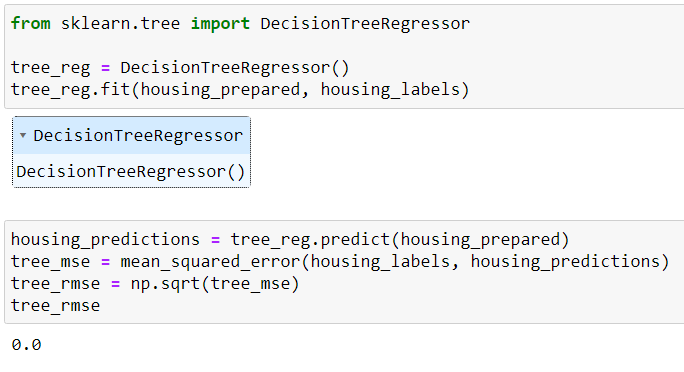 from sklearn.tree import DecisionTreeRegressor
tree_reg = DecisionTreeRegressor()
tree_reg.fit(housing_prepared, housing_labels)
DecisionTreeRegressor
DecisionTreeRegressor()
housing_predictions = tree_reg.predict(housing_prepared)
tree_mse = mean_squared_error(housing_labels, housing_predictions)
tree_rmse = np.sqrt(tree_mse)
tree_rmse
0.0